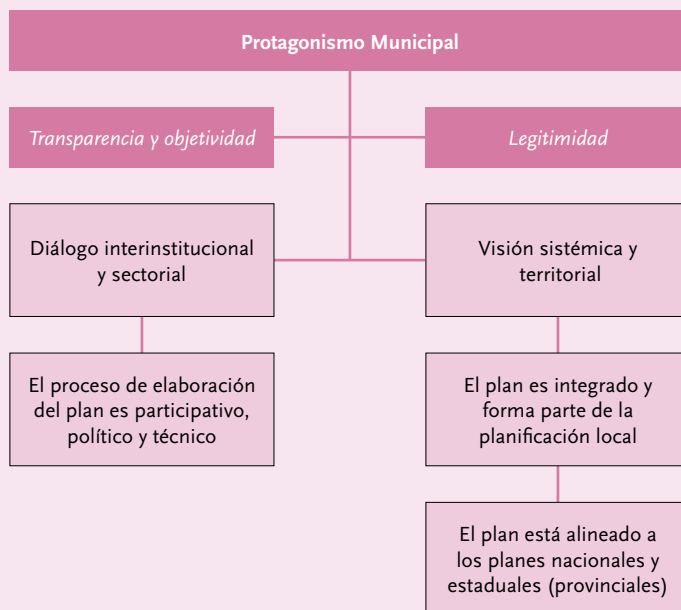 Protagonismo Municipal
Transparencia y objetividad
Legitimidad
Diálogo interinstitucional
y sectorial
Visión sistémica y
territorial
El proceso de elaboración
del plan es participativo,
político y técnico
El plan es integrado y
forma parte de la
planificación local
El plan está alineado a
los planes nacionales y
estaduales (provinciales)